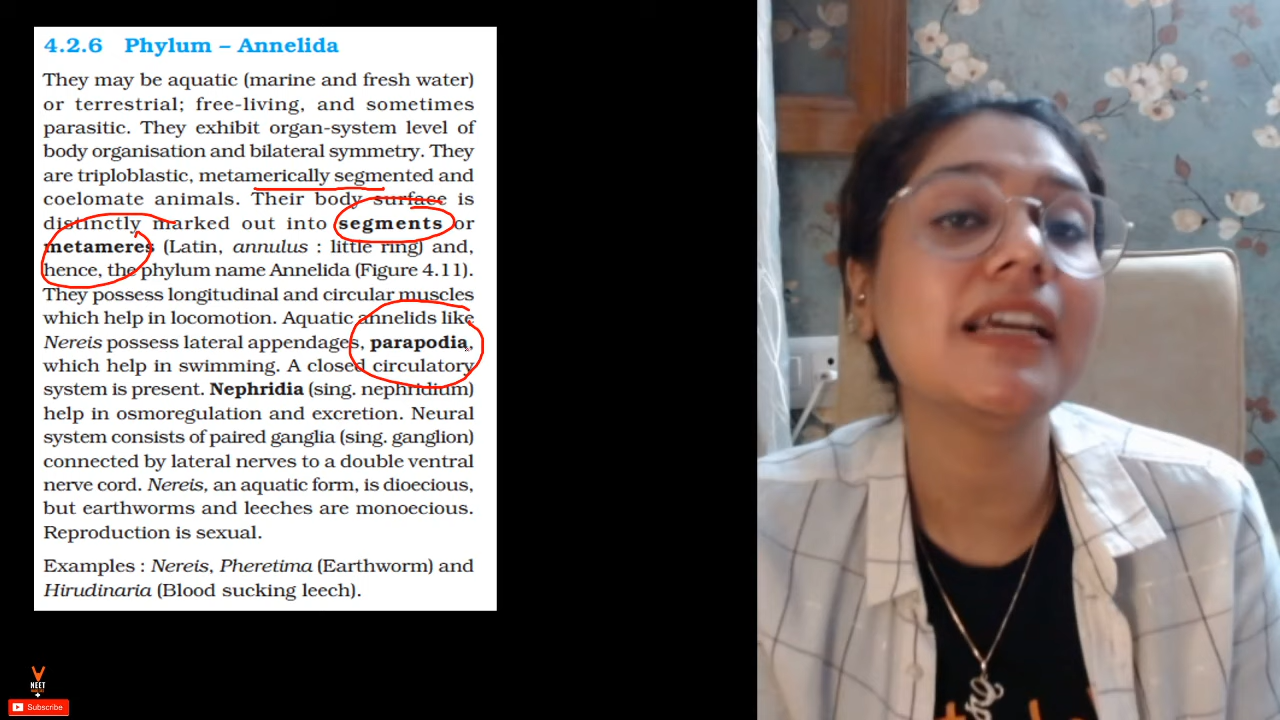 4.2.6 Phylum – Annelida
They may be aquatic (marine and fresh water)
or terrestrial; free-living, and sometimes
parasitic. They exhibit organ-system level of
body organisation and bilateral symmetry. They
are triploblastic, metamerically segmented and
coelomate animals. Their body surface is
distinctly marked out into segments or
metameres (Latin, annulus : little ring) and,
hence, the phylum name Annelida (Figure 4.11).
They possess longitudinal and circular muscles
which help in locomotion. Aquatic annelids like
Nereis possess lateral appendages, parapodia,
which help in swimming. A closed circulatory
system is present. Nephridia (sing. nephridium)
help in osmoregulation and excretion. Neural
system consists of paired ganglia (sing. ganglion)
connected by lateral nerves to a double ventral
nerve cord. Nereis, an aquatic form, is dioecious,
but earthworms and leeches are monoecious.
Reproduction is sexual.
Examples : Nereis, Pheretima (Earthworm) and
Hirudinaria (Blood sucking leech).
NEET
Subscribe